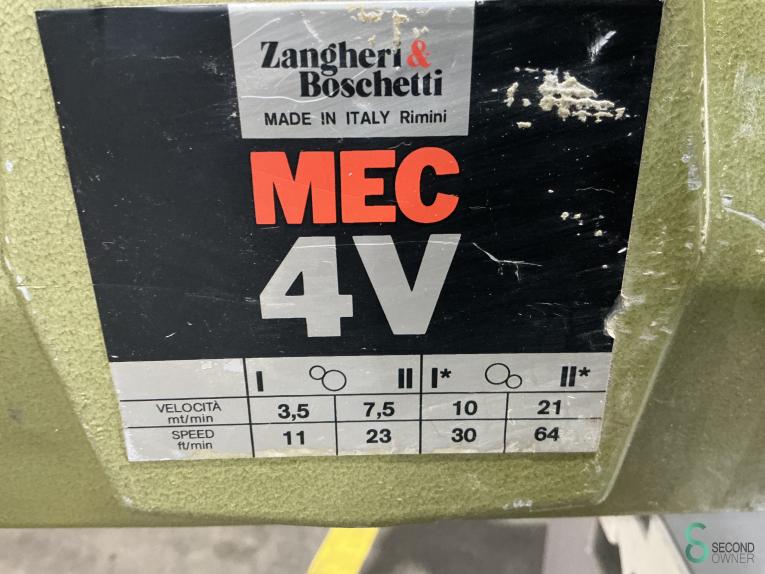 Zangheri &
Boschetti
MADE IN ITALY Rimini
MEC
4V
I II I* II*
VELOCITÀ mt/min 3,5 7,5 10 21
SPEED ft/min 11 23 30 64
SECOND
OWNER